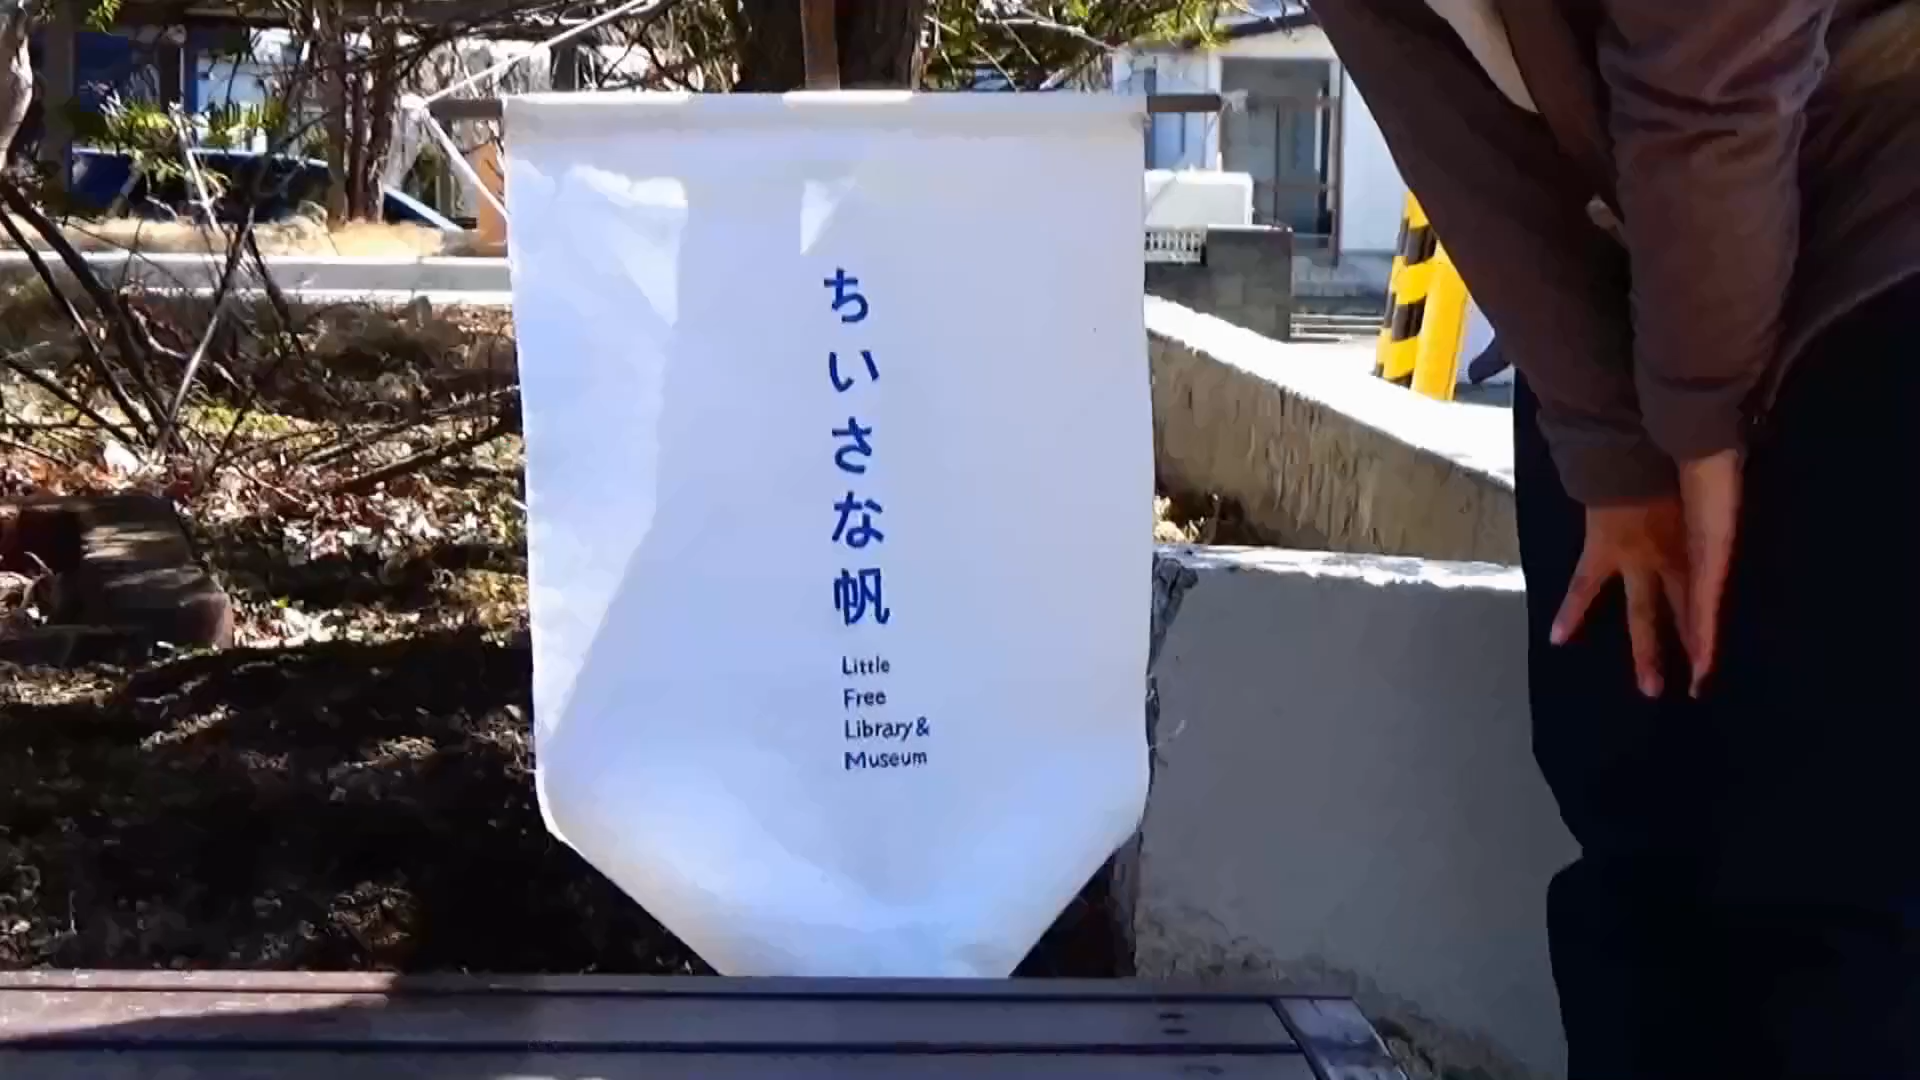 ちいさな帆
Little
Free
Library&
Museum